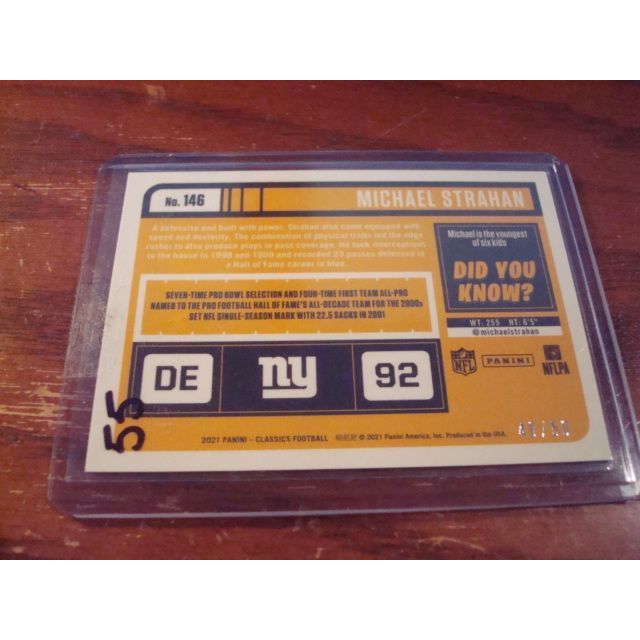 No. 146
MICHAEL STRAHAN
A defensive end built with power, Strahan also came equipped with
speed and dexterity. The combination of physical traits led the edge
rusher to also produce plays in pass coverage. He took interceptions
to the house in 1998 and 1999 and recorded 23 passes defensed in
a Hall of Fame career in blue.
Michael is the youngest
of six kids
DID YOU
KNOW?
SEVEN-TIME PRO BOWL SELECTION AND FOUR-TIME FIRST TEAM ALL-PRO
NAMED TO THE PRO FOOTBALL HALL OF FAME'S ALL-DECADE TEAM FOR THE 2000s
SET NFL SINGLE-SEASON MARK WITH 22.5 SACKS IN 2001
WT: 255 HT: 6'5"
@michaelstrahan
DE
ny
92
NFL
PANINI
NFLPA
55
2021 PANINI – CLASSICS FOOTBALL
© 2021 Panini America, Inc. Produced in the USA.